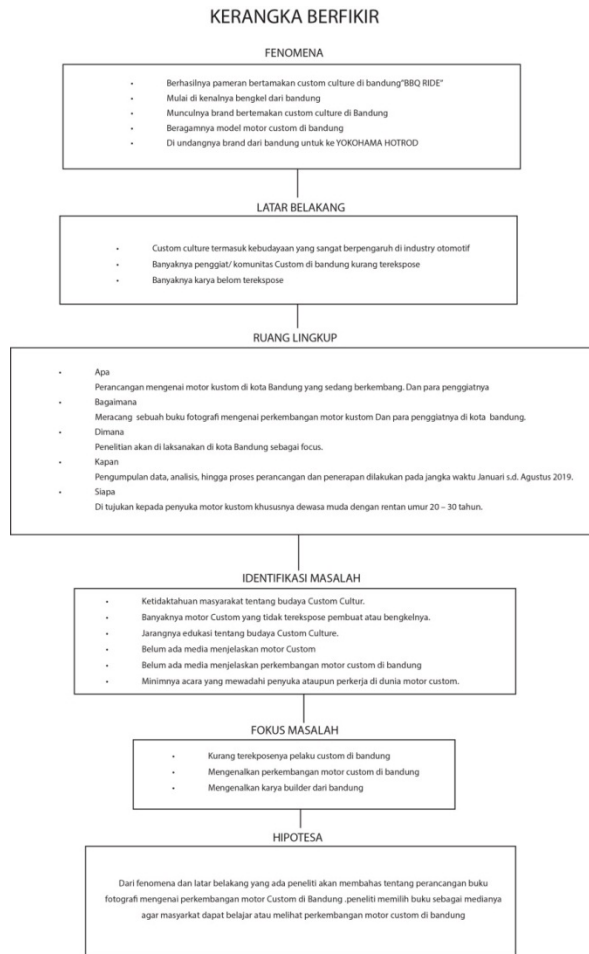 KERANGKA BERFIKIR
FENOMENA
• Berhasilnya pameran bertamakan custom culture di bandung"BBQ RIDE"
• Mulai di kenalnya bengkel dari bandung
• Munculnya brand bertemakan custom culture di Bandung
• Beragamnya model motor custom di bandung
• Di undangnya brand dari bandung untuk ke YOKOHAMA HOTROD
LATAR BELAKANG
• Custom culture termasuk kebudayaan yang sangat berpengaruh di industry otomotif
• Banyaknya penggiat/ komunitas Custom di bandung kurang terekspose
• Banyaknya karya belom terekspose
RUANG LINGKUP
• Apa
Perancangan mengenai motor kustom di kota Bandung yang sedang berkembang. Dan para penggiatnya
• Bagaimana
Meracang sebuah buku fotografi mengenai perkembangan motor kustom Dan para penggiatnya di kota bandung.
• Dimana
Penelitian akan di laksanakan di kota Bandung sebagai focus.
• Kapan
Pengumpulan data, analisis, hingga proses perancangan dan penerapan dilakukan pada jangka waktu Januari s.d. Agustus 2019.
• Siapa
Di tujukan kepada penyuka motor kustom khususnya dewasa muda dengan rentan umur 20 – 30 tahun.
IDENTIFIKASI MASALAH
• Ketidaktahuan masyarakat tentang budaya Custom Cultur.
• Banyaknya motor Custom yang tidak terekspose pembuat atau bengkelnya.
• Jarangnya edukasi tentang budaya Custom Culture.
• Belum ada media menjelaskan motor Custom
• Belum ada media menjelaskan perkembangan motor custom di bandung
• Minimnya acara yang mewadahi penyuka ataupun perkerja di dunia motor custom.
FOKUS MASALAH
• Kurang terekposenya pelaku custom di bandung
• Mengenalkan perkembangan motor custom di bandung
• Mengenalkan karya builder dari bandung
HIPOTESA
Dari fenomena dan latar belakang yang ada peneliti akan membahas tentang perancangan buku
fotografi mengenai perkembangan motor Custom di Bandung .peneliti memilih buku sebagai medianya
agar masyarkat dapat belajar atau melihat perkembangan motor custom di bandung